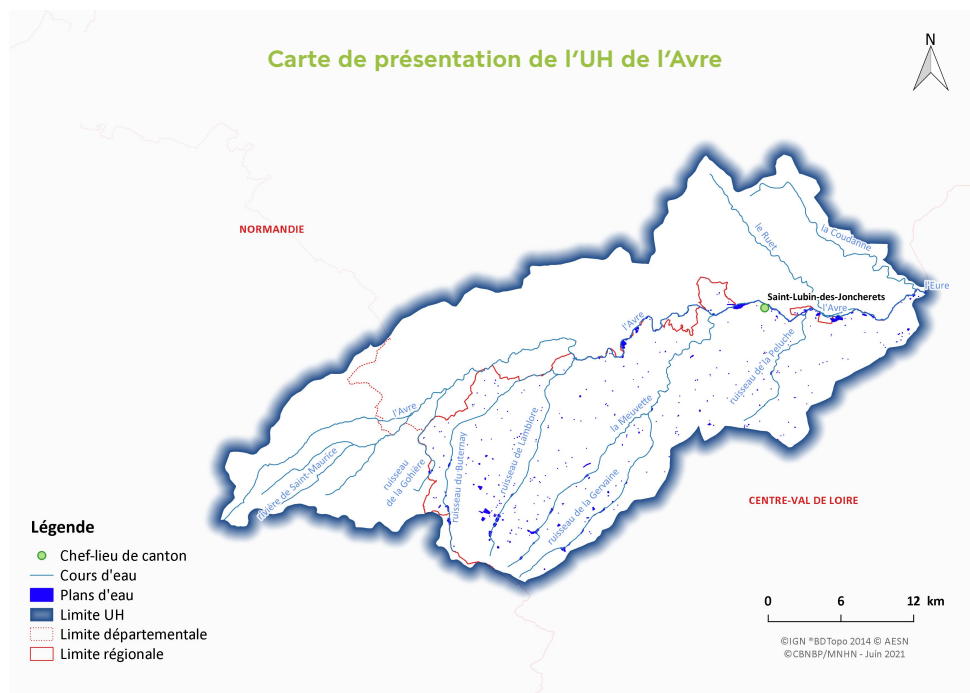 Carte de présentation de l'UH de l'Avre
N
NORMANDIE
le Ruet
la Coudanne
l'Eure
Saint-Lubin-des-Joncherets
l'Avre
l'Avre
ruisseau de la Peluche
l'Avre
la Meuvette
ruisseau de Lamblore
ruisseau du Buternay
ruisseau
de la Gohière
rivière de Saint-Maurice
ruisseau de la Gervaine
CENTRE-VAL DE LOIRE
Légende
Chef-lieu de canton
Cours d'eau
Plans d'eau
Limite UH
Limite départementale
Limite régionale
0 6 12 km
©IGN ®BDTopo 2014 © AESN
©CBNBP/MNHN - Juin 2021